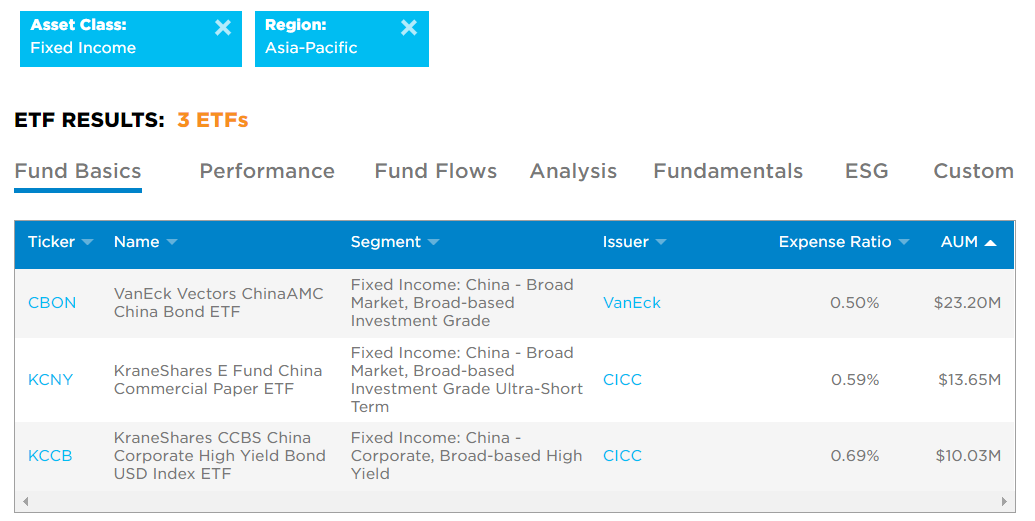 Asset Class:
Fixed Income
Region:
Asia-Pacific
ETF RESULTS: 3 ETFs
Fund Basics Performance Fund Flows Analysis Fundamentals ESG Custom
Ticker Name Segment Issuer Expense Ratio AUM
CBON
VanEck Vectors ChinaAMC
China Bond ETF
Fixed Income: China - Broad
Market, Broad-based
Investment Grade
VanEck
0.50%
$23.20M
KCNY
KraneShares E Fund China
Commercial Paper ETF
Fixed Income: China - Broad
Market, Broad-based
Investment Grade Ultra-Short
Term
CICC
0.59%
$13.65M
KCCB
KraneShares CCBS China
Corporate High Yield Bond
USD Index ETF
Fixed Income: China -
Corporate, Broad-based High
Yield
CICC
0.69%
$10.03M